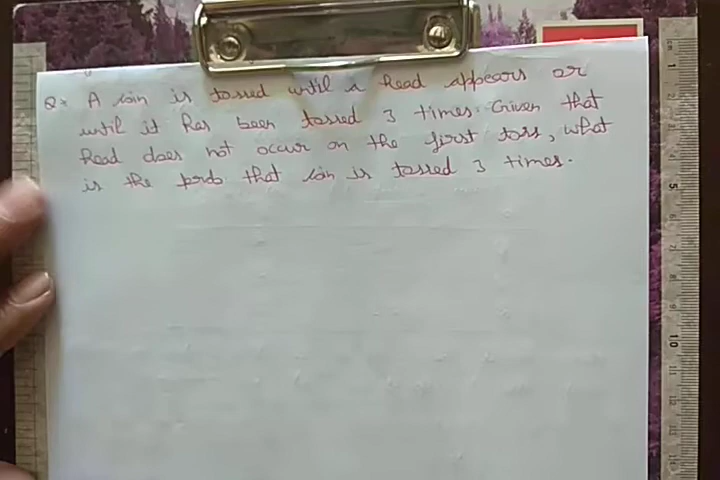 Q* A coin is tossed until a head appears or
until it has been tossed 3 times. Given that
head does not occur on the first toss, what
is the prob that coin is tossed 3 times.